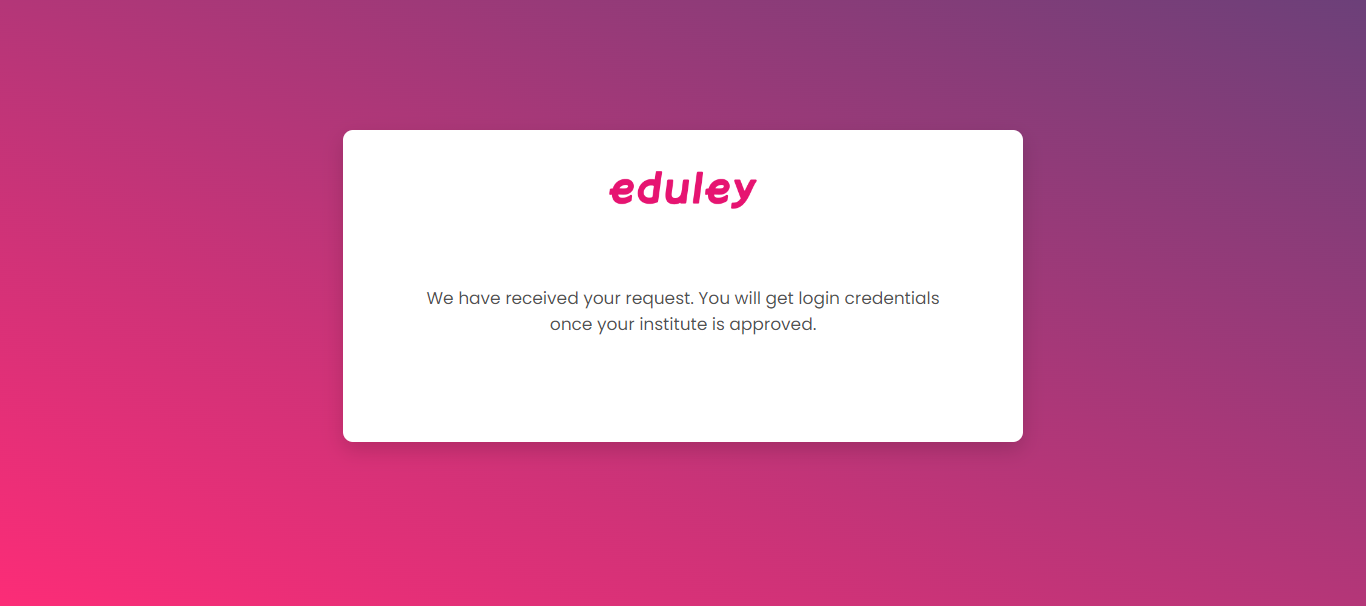 eduley
We have received your request. You will get login credentials
once your institute is approved.